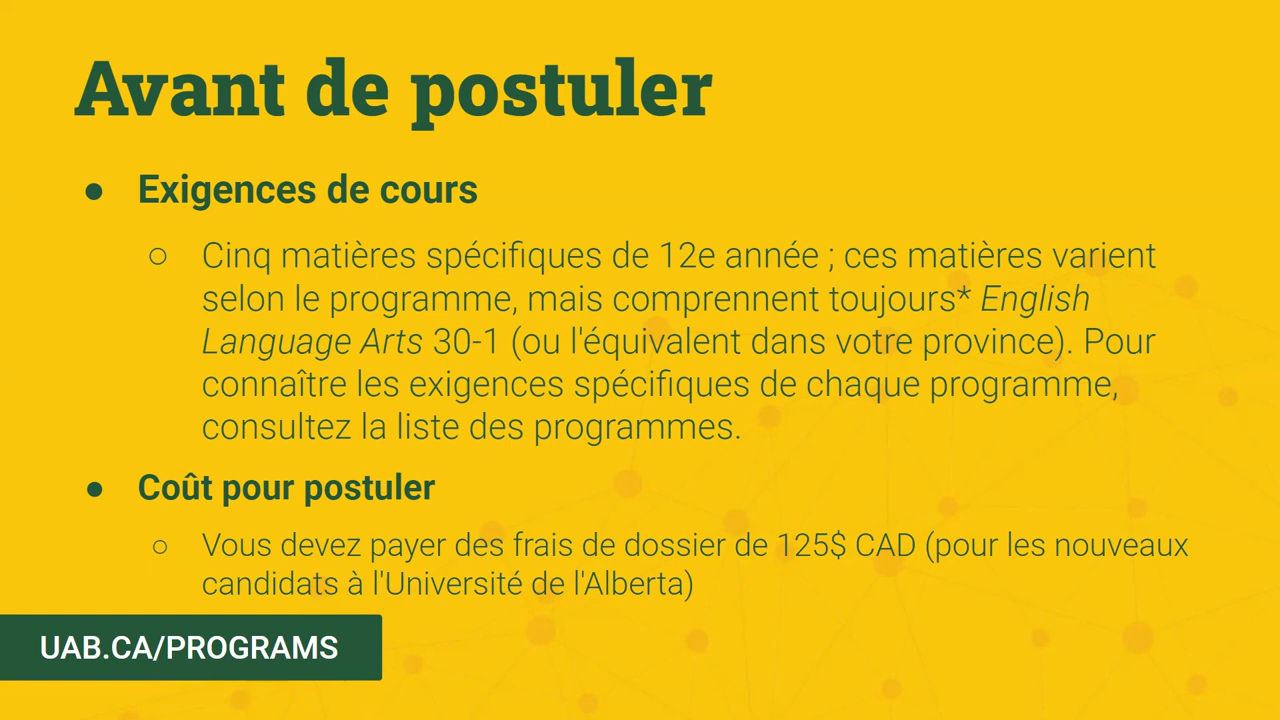 Avant de postuler
● Exigences de cours
○ Cinq matières spécifiques de 12e année ; ces matières varient
selon le programme, mais comprennent toujours* English
Language Arts 30-1 (ou l'équivalent dans votre province). Pour
connaître les exigences spécifiques de chaque programme,
consultez la liste des programmes.
● Coût pour postuler
○ Vous devez payer des frais de dossier de 125$ CAD (pour les nouveaux
candidats à l'Université de l'Alberta)
UAB.CA/PROGRAMS